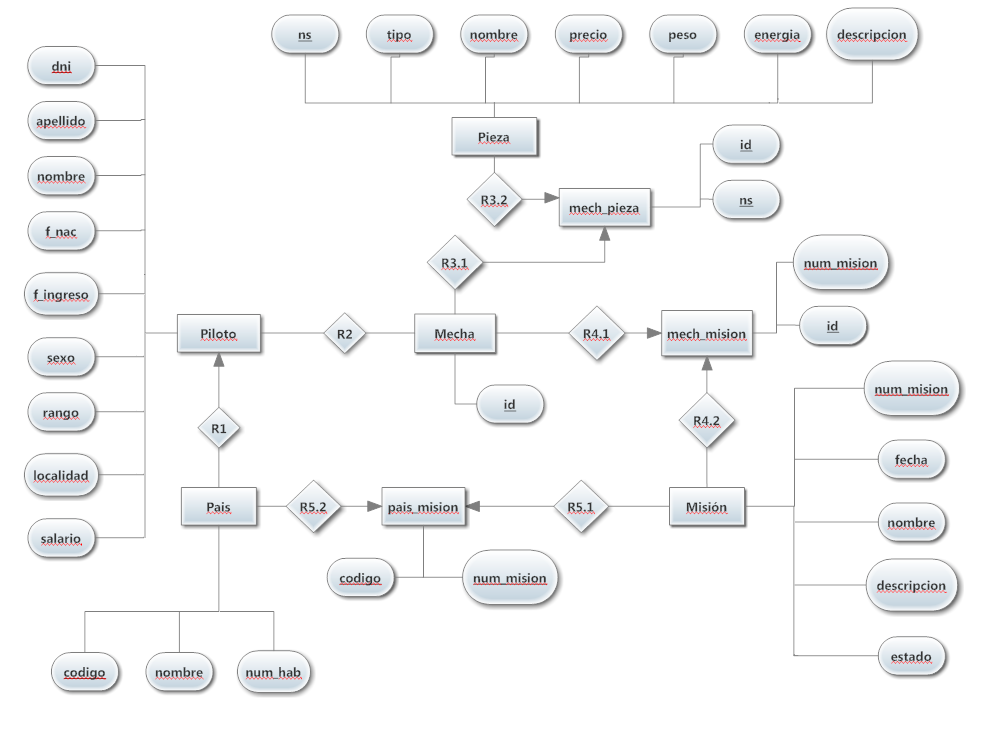 ns
tipo
nombre
precio
peso
energia
descripcion
dni
apellido
nombre
f_nac
f_ingreso
sexo
rango
localidad
salario
Pieza
R3.2
mech_pieza
id
ns
R3.1
Piloto
R2
Mecha
R4.1
mech_mision
num_mision
id
id
R1
R4.2
num_mision
fecha
nombre
descripcion
estado
Pais
R5.2
pais_mision
R5.1
Misión
codigo
num_mision
codigo
nombre
num_hab